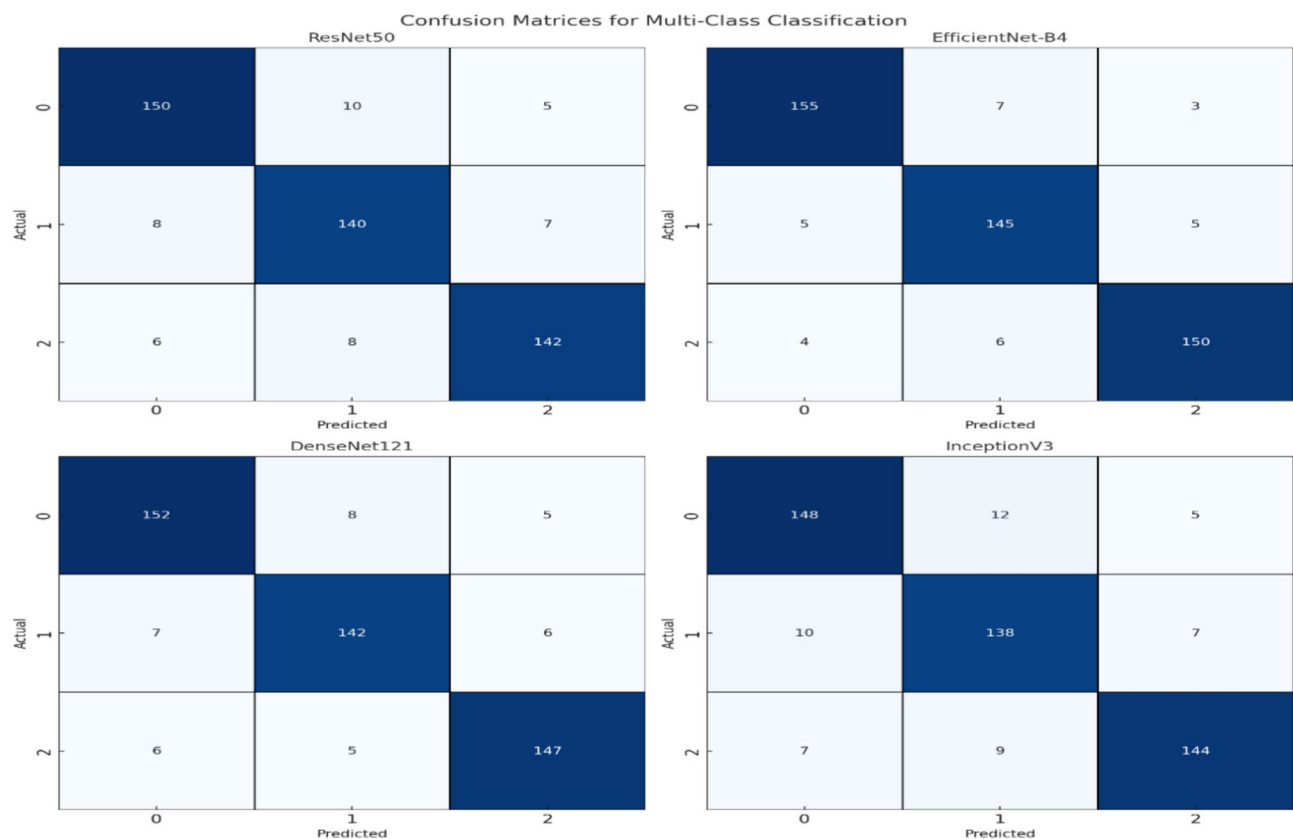 Confusion Matrices for Multi-Class Classification
ResNet50
0 150 10 5
1 8 140 7
2 6 8 142
Actual
0 1 2
Predicted
EfficientNet-B4
0 155 7 3
1 5 145 5
2 4 6 150
Actual
0 1 2
Predicted
DenseNet121
0 152 8 5
1 7 142 6
2 6 5 147
Actual
0 1 2
Predicted
InceptionV3
0 148 12 5
1 10 138 7
2 7 9 144
Actual
0 1 2
Predicted